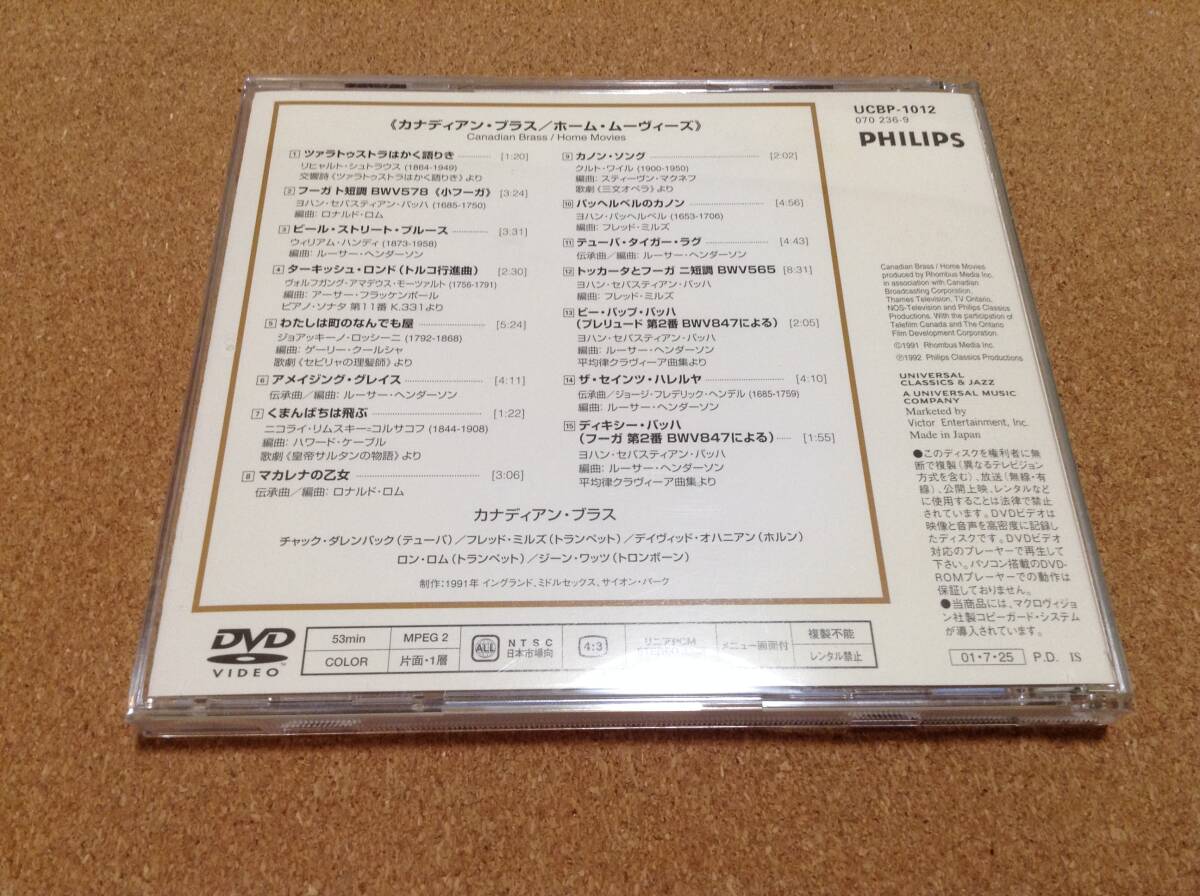 《カナディアン・ブラス／ホーム・ムーヴィーズ》
Canadian Brass / Home Movies
1 ツァラトゥストラはかく語りき [1:20]
リヒャルト・シュトラウス (1864-1949)
交響詩《ツァラトゥストラはかく語りき》より
2 フーガ ト短調 BWV578《小フーガ》 [3:24]
ヨハン・セバスティアン・バッハ (1685-1750)
編曲: ロナルド・ロム
3 ビール・ストリート・ブルース [3:31]
ウィリアム・ハンディ (1873-1958)
編曲: ルーサー・ヘンダーソン
4 ターキッシュ・ロンド（トルコ行進曲） [2:30]
ヴォルフガング・アマデウス・モーツァルト (1756-1791)
編曲: アーサー・フラッケンポール
ピアノ・ソナタ 第11番 K.331より
5 わたしは町のなんでも屋 [5:24]
ジョアッキーノ・ロッシーニ (1792-1868)
編曲: ゲーリー・クールシャ
歌劇《セビリャの理髪師》より
6 アメイジング・グレイス [4:11]
伝承曲／編曲: ルーサー・ヘンダーソン
7 くまんばちは飛ぶ [1:22]
ニコライ・リムスキー=コルサコフ (1844-1908)
編曲: ハワード・ケーブル
歌劇《皇帝サルタンの物語》より
8 マカレナの乙女 [3:06]
伝承曲／編曲: ロナルド・ロム
9 カノン・ソング [2:02]
クルト・ワイル (1900-1950)
編曲: スティーヴン・マクネフ
歌劇《三文オペラ》より
10 パッヘルベルのカノン [4:56]
ヨハン・パッヘルベル (1653-1706)
編曲: フレッド・ミルズ
11 テューバ・タイガー・ラグ [4:43]
伝承曲／編曲: ルーサー・ヘンダーソン
12 トッカータとフーガ ニ短調 BWV565 [8:31]
ヨハン・セバスティアン・バッハ
編曲: フレッド・ミルズ
13 ビー・バップ・バッハ
（プレリュード 第2番 BWV847による） [2:05]
ヨハン・セバスティアン・バッハ
編曲: ルーサー・ヘンダーソン
平均律クラヴィーア曲集より
14 ザ・セインツ・ハレルヤ [4:10]
伝承曲／ジョージ・フレデリック・ヘンデル (1685-1759)
編曲: ルーサー・ヘンダーソン
15 ディキシー・バッハ
（フーガ 第2番 BWV847による） [1:55]
ヨハン・セバスティアン・バッハ
編曲: ルーサー・ヘンダーソン
平均律クラヴィーア曲集より
カナディアン・ブラス
チャック・ダレンバック（テューバ）／フレッド・ミルズ（トランペット）／デイヴィッド・オハニアン（ホルン）
ロン・ロム（トランペット）／ジーン・ワッツ（トロンボーン）
制作：1991年 イングランド、ミドルセックス、サイオン・パーク
DVD
VIDEO
53min
COLOR
MPEG 2
片面・1層
ALL
NTSC
日本市場向
4:3
リニアPCM
メニュー画面付
複製不能
レンタル禁止
UCBP-1012
070 236-9
PHILIPS
Canadian Brass / Home Movies
produced by Rhombus Media Inc.
in association with Canadian
Broadcasting Corporation,
Thames Television, TV Ontario,
NOS-Television and Philips Classics
Productions. With the participation of
Telefilm Canada and The Ontario
Film Development Corporation.
©1991 Rhombus Media Inc.
℗1992 Philips Classics Productions
UNIVERSAL
CLASSICS & JAZZ
A UNIVERSAL MUSIC
COMPANY
Marketed by
Victor Entertainment, Inc.
Made in Japan
●このディスクを権利者に無
断で複製（異なるテレビジョン
方式を含む）、放送（無線・有
線）、公開上映、レンタルなど
に使用することは法律で禁止
されています。DVDビデオは
映像と音声を高密度に記録し
たディスクです。DVDビデオ
対応のプレーヤーで再生して
下さい。パソコン搭載のDVD-
ROMプレーヤーでの動作は
保証しておりません。
●当商品には、マクロヴィジョ
ン社製コピーガード・システム
が導入されています。
01・7・25 P.D. IS